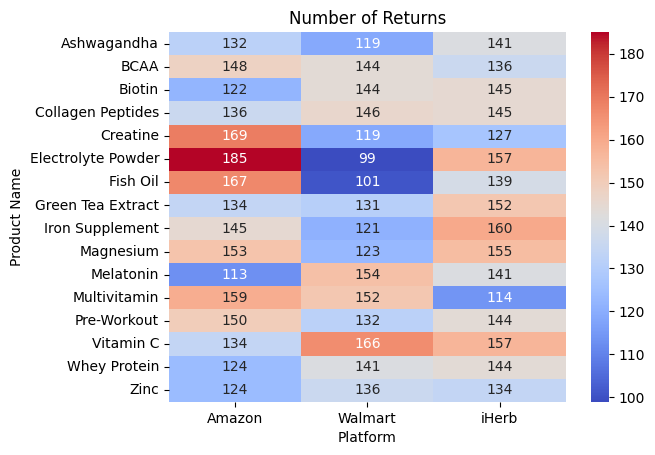 Number of Returns
Product Name
Ashwagandha 132 119 141
BCAA 148 144 136
Biotin 122 144 145
Collagen Peptides 136 146 145
Creatine 169 119 127
Electrolyte Powder 185 99 157
Fish Oil 167 101 139
Green Tea Extract 134 131 152
Iron Supplement 145 121 160
Magnesium 153 123 155
Melatonin 113 154 141
Multivitamin 159 152 114
Pre-Workout 150 132 144
Vitamin C 134 166 157
Whey Protein 124 141 144
Zinc 124 136 134
Amazon Walmart iHerb
Platform
180
170
160
150
140
130
120
110
100